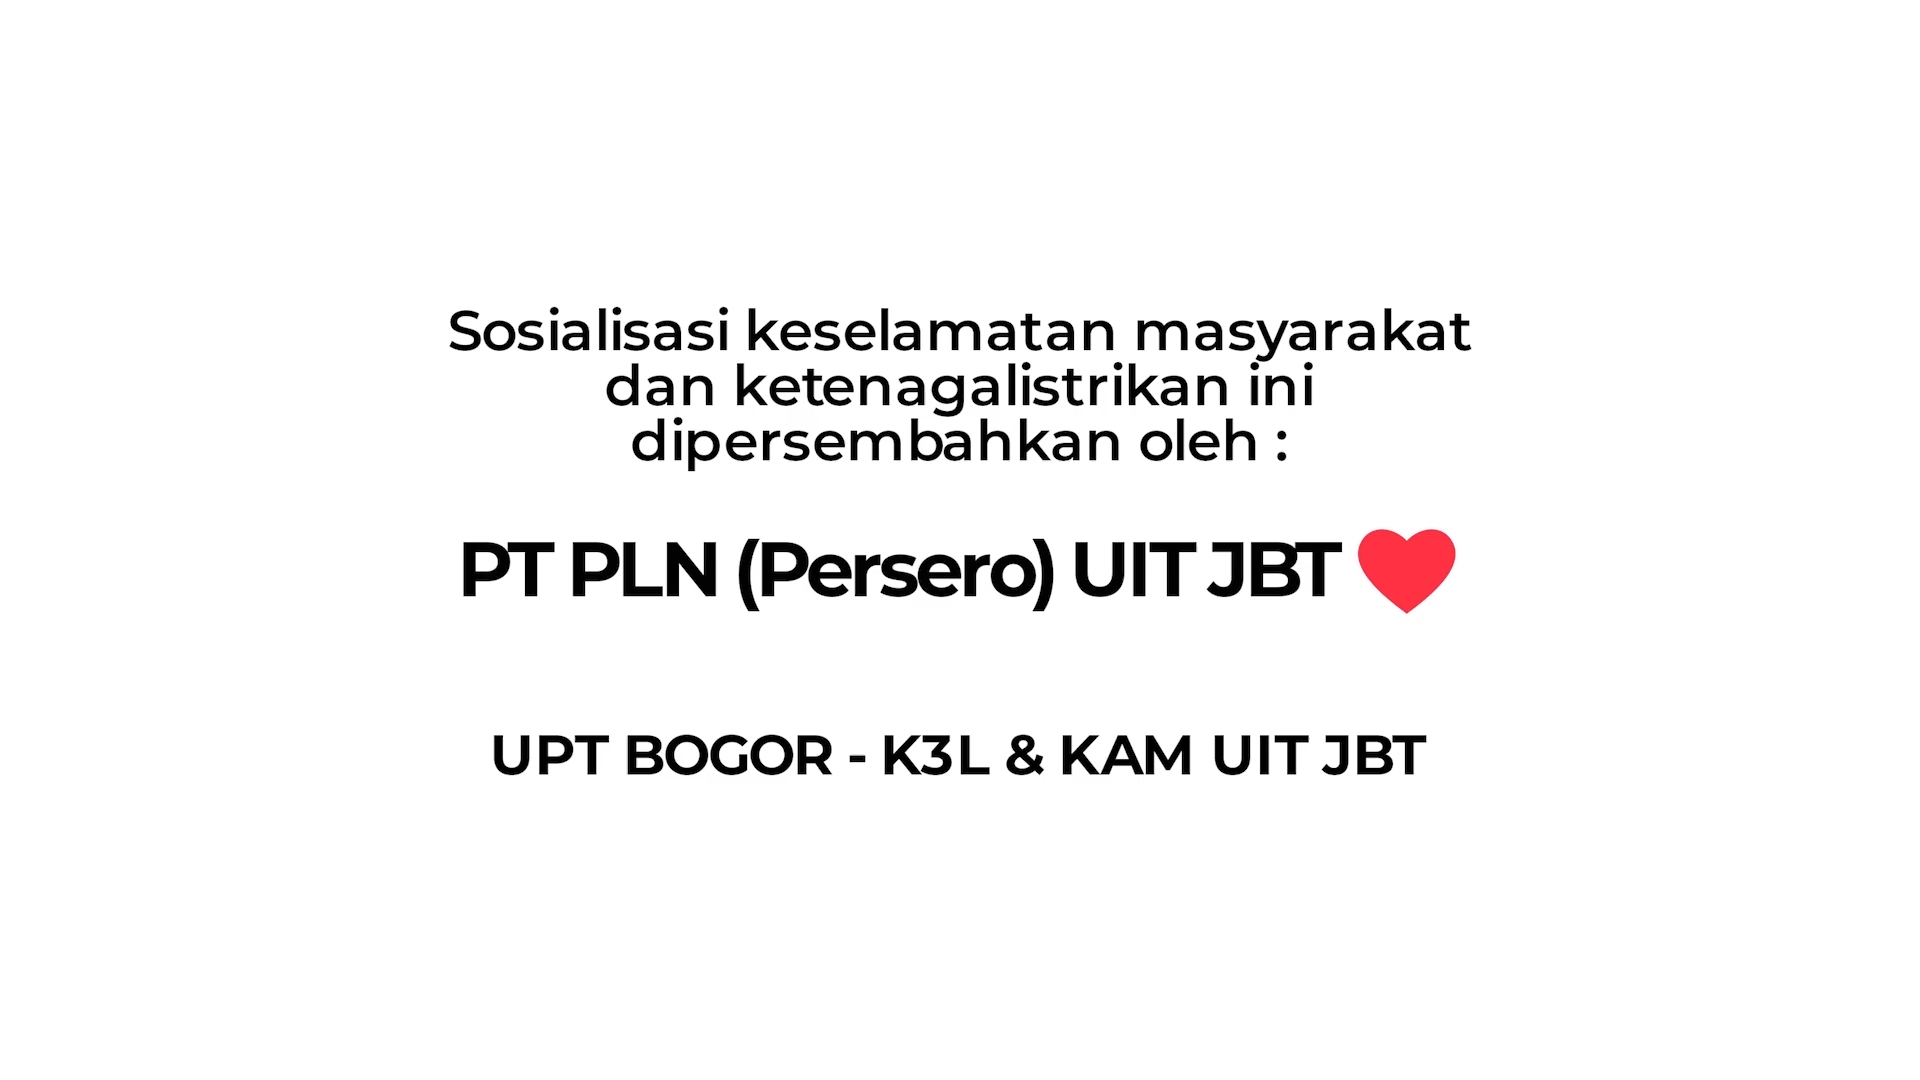 Sosialisasi keselamatan masyarakat
dan ketenagalistrikan ini
dipersembahkan oleh :
PT PLN (Persero) UIT JBT
UPT BOGOR - K3L & KAM UIT JBT